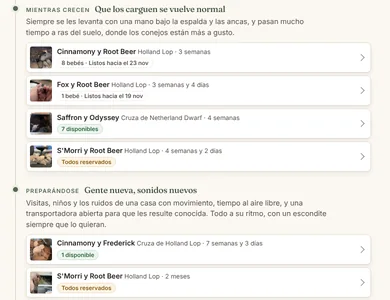 MIENTRAS CRECEN Que los carguen se vuelve normal
Siempre se les levanta con una mano bajo la espalda y las ancas, y pasan mucho
tiempo a ras del suelo, donde los conejos están más a gusto.
Cinnamony y Root Beer Holland Lop · 3 semanas
8 bebés · Listos hacia el 23 nov
Fox y Root Beer Holland Lop · 3 semanas y 4 días
1 bebé · Listos hacia el 19 nov
Saffron y Odyssey Cruza de Netherland Dwarf · 4 semanas
7 disponibles
S'Morri y Root Beer Holland Lop · 4 semanas y 2 días
Todos reservados
PREPARÁNDOSE Gente nueva, sonidos nuevos
Visitas, niños y los ruidos de una casa con movimiento, tiempo al aire libre, y una
transportadora abierta para que les resulte conocida. Todo a su ritmo, con un escondite
siempre que lo quieran.
Cinnamony y Frederick Cruza de Holland Lop · 7 semanas y 3 días
1 disponible
S'Morri y Root Beer Holland Lop · 2 meses
Todos reservados